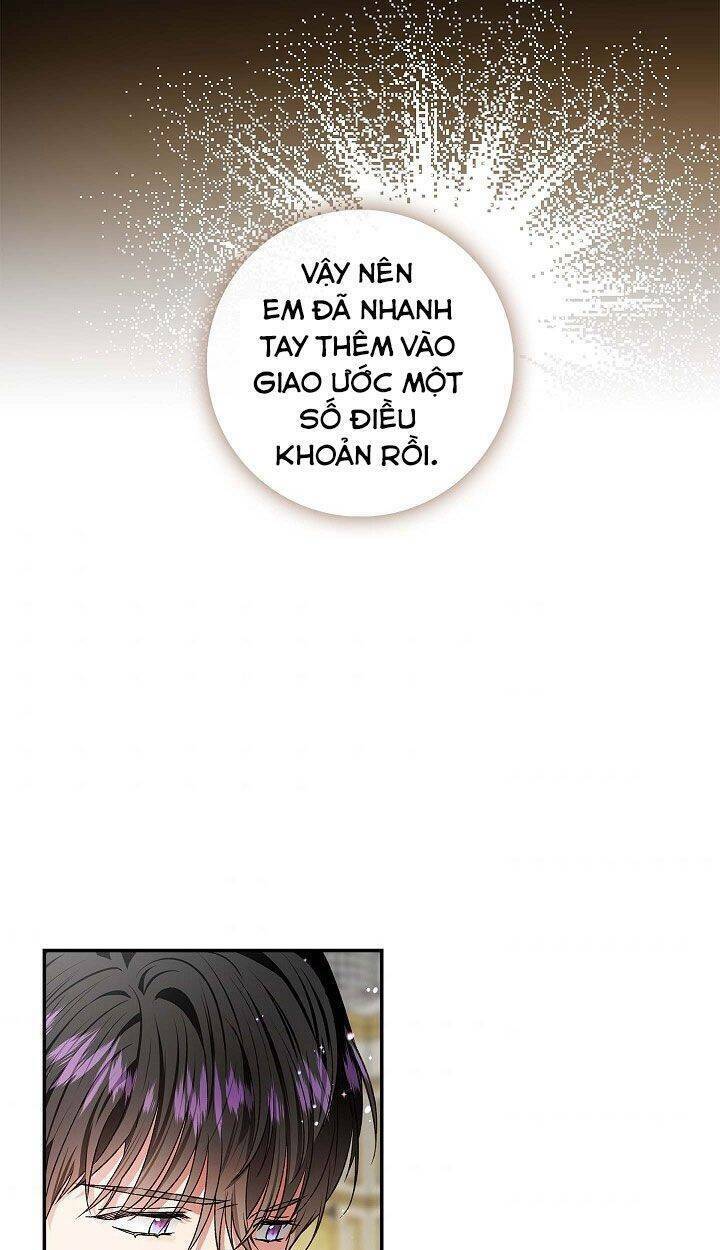 VẬY NÊN
EM ĐÃ NHANH
TAY THÊM VÀO
GIAO ƯỚC MỘT
SỐ ĐIỀU
KHOẢN RỒI.